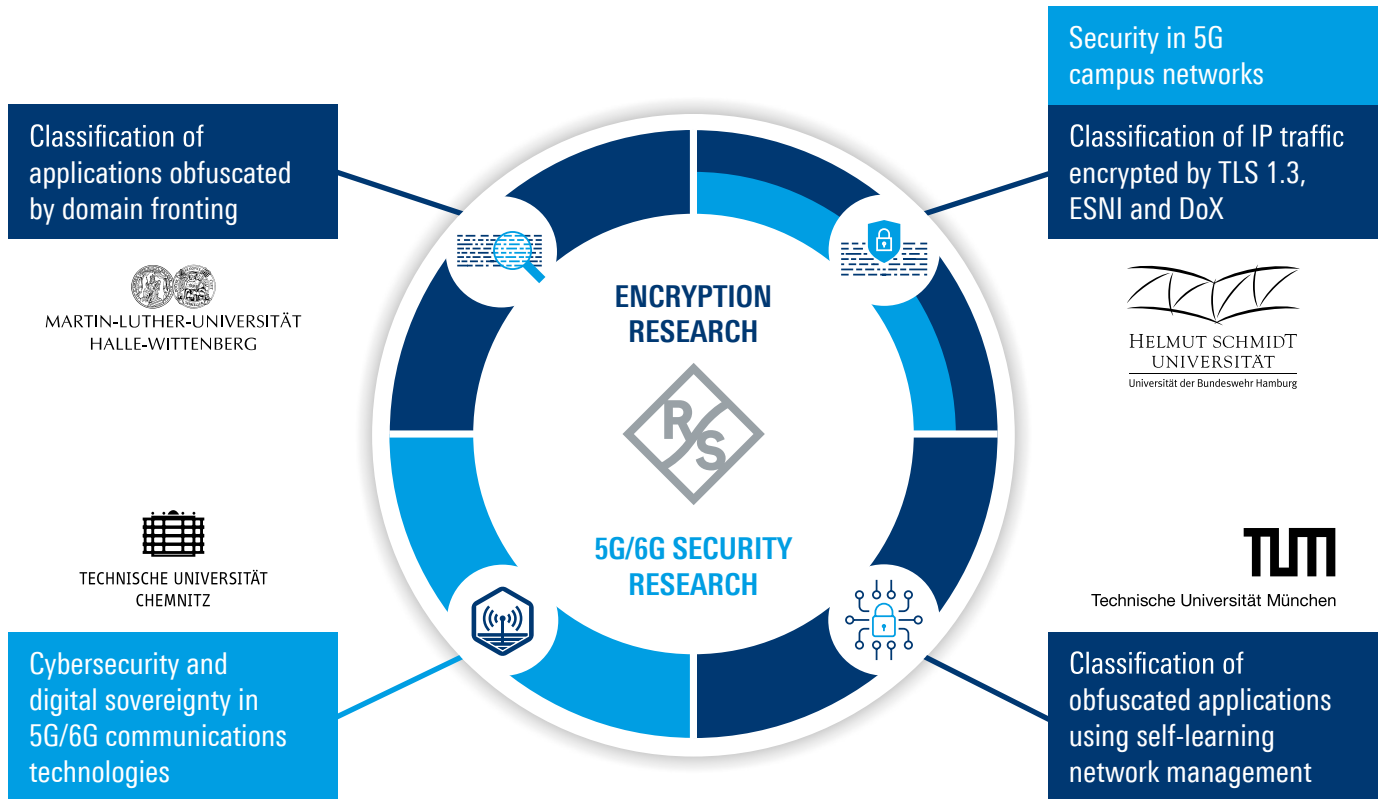 Classification of
applications obfuscated
by domain fronting
MARTIN-LUTHER-UNIVERSITÄT
HALLE-WITTENBERG
Security in 5G
campus networks
Classification of IP traffic
encrypted by TLS 1.3,
ESNI and DoX
HELMUT SCHMIDT
UNIVERSITÄT
Universität der Bundeswehr Hamburg
ENCRYPTION
RESEARCH
R S
5G/6G SECURITY
RESEARCH
TECHNISCHE UNIVERSITÄT
CHEMNITZ
Cybersecurity and
digital sovereignty in
5G/6G communications
technologies
TUM
Technische Universität München
Classification of
obfuscated applications
using self-learning
network management